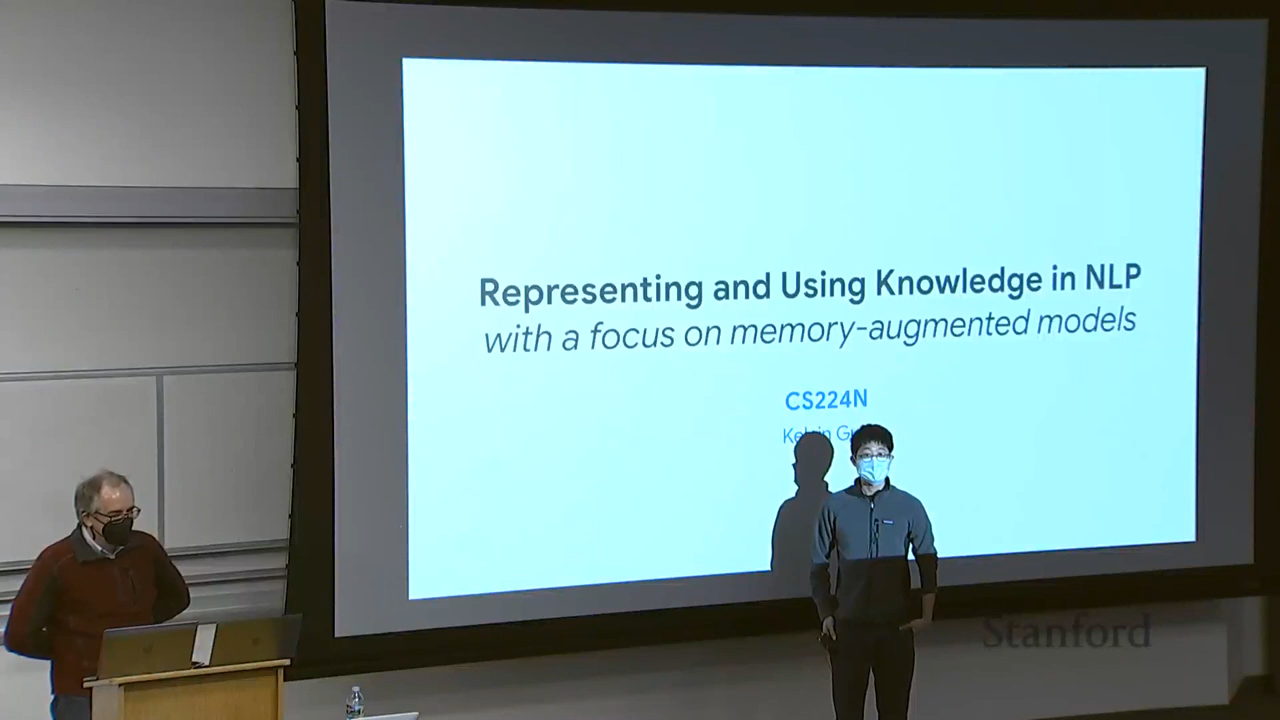 Representing and Using Knowledge in NLP
with a focus on memory-augmented models
CS224N
Stanford